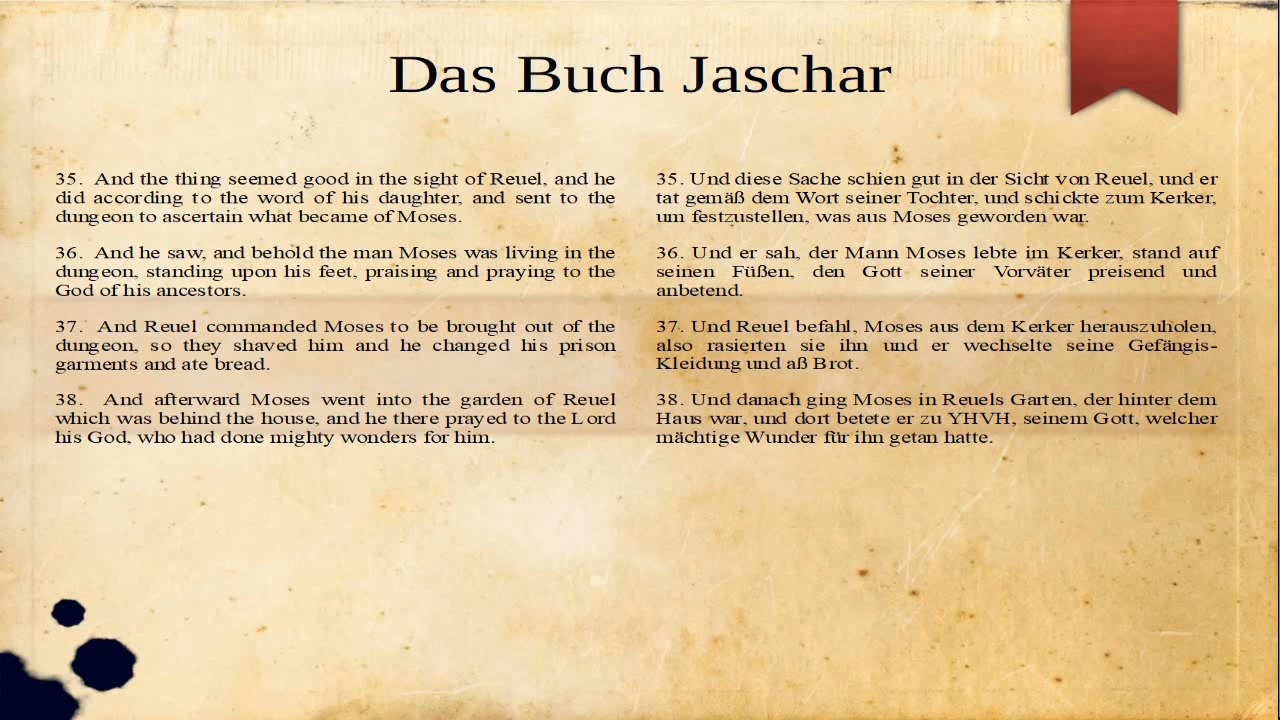 Das Buch Jaschar
35. And the thing seemed good in the sight of Reuel, and he
did according to the word of his daughter, and sent to the
dungeon to ascertain what became of Moses.
36. And he saw, and behold the man Moses was living in the
dungeon, standing upon his feet, praising and praying to the
God of his ancestors.
37. And Reuel commanded Moses to be brought out of the
dungeon, so they shaved him and he changed his prison
garments and ate bread.
38. And afterward Moses went into the garden of Reuel
which was behind the house, and he there prayed to the Lord
his God, who had done mighty wonders for him.
35. Und diese Sache schien gut in der Sicht von Reuel, und er
tat gemäß dem Wort seiner Tochter, und schickte zum Kerker,
um festzustellen, was aus Moses geworden war.
36. Und er sah, der Mann Moses lebte im Kerker, stand auf
seinen Füßen, den Gott seiner Vorväter preisend und
anbetend.
37. Und Reuel befahl, Moses aus dem Kerker herauszuholen,
also rasierten sie ihn und er wechselte seine Gefängis-
Kleidung und aß Brot.
38. Und danach ging Moses in Reuels Garten, der hinter dem
Haus war, und dort betete er zu YHVH, seinem Gott, welcher
mächtige Wunder für ihn getan hatte.